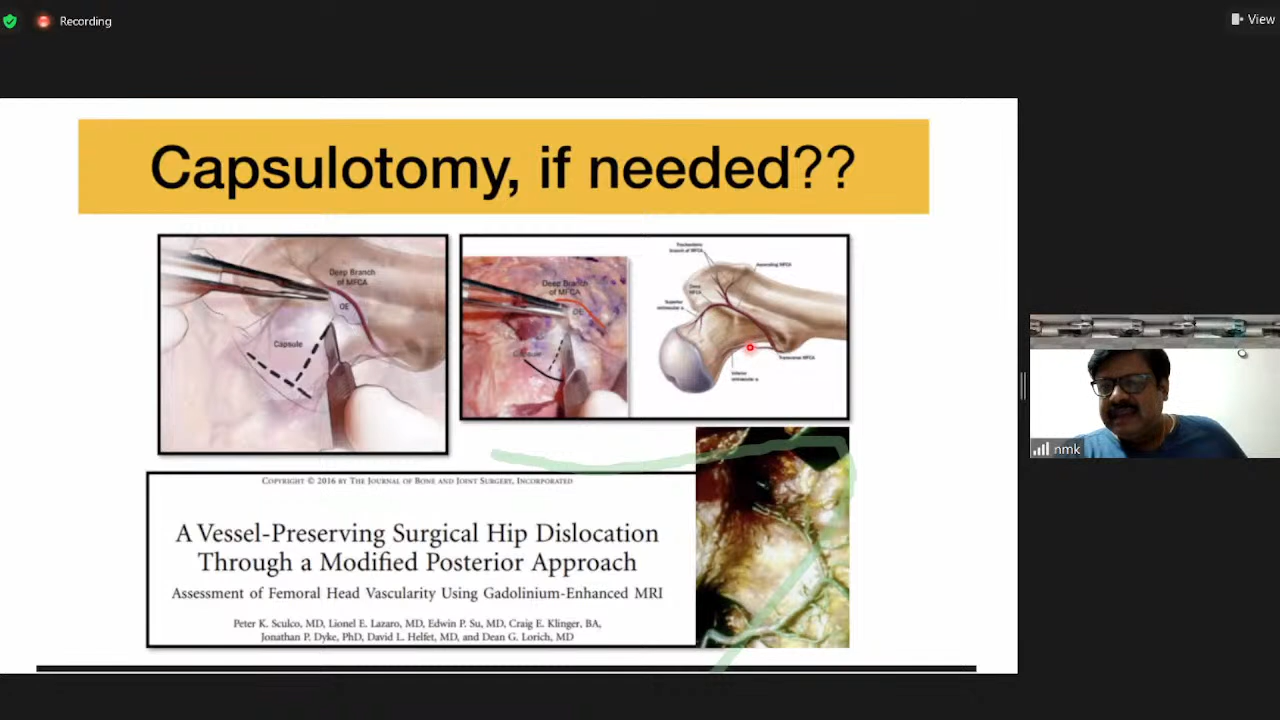 Recording
View
Capsulotomy, if needed??
Deep Branch
of MFCA
OE
Capsule
Deep Branch
of MFCA
OE
Capsule
Trochanteric
branch of MFCA
Ascending MFCA
Deep
MFCA
Superior
retinacular a
Transverse MFCA
Inferior
retinacular a
COPYRIGHT © 2016 BY THE JOURNAL OF BONE AND JOINT SURGERY, INCORPORATED
A Vessel-Preserving Surgical Hip Dislocation
Through a Modified Posterior Approach
Assessment of Femoral Head Vascularity Using Gadolinium-Enhanced MRI
Peter K. Sculco, MD, Lionel E. Lazaro, MD, Edwin P. Su, MD, Craig E. Klinger, BA,
Jonathan P. Dyke, PhD, David L. Helfet, MD, and Dean G. Lorich, MD
nmk